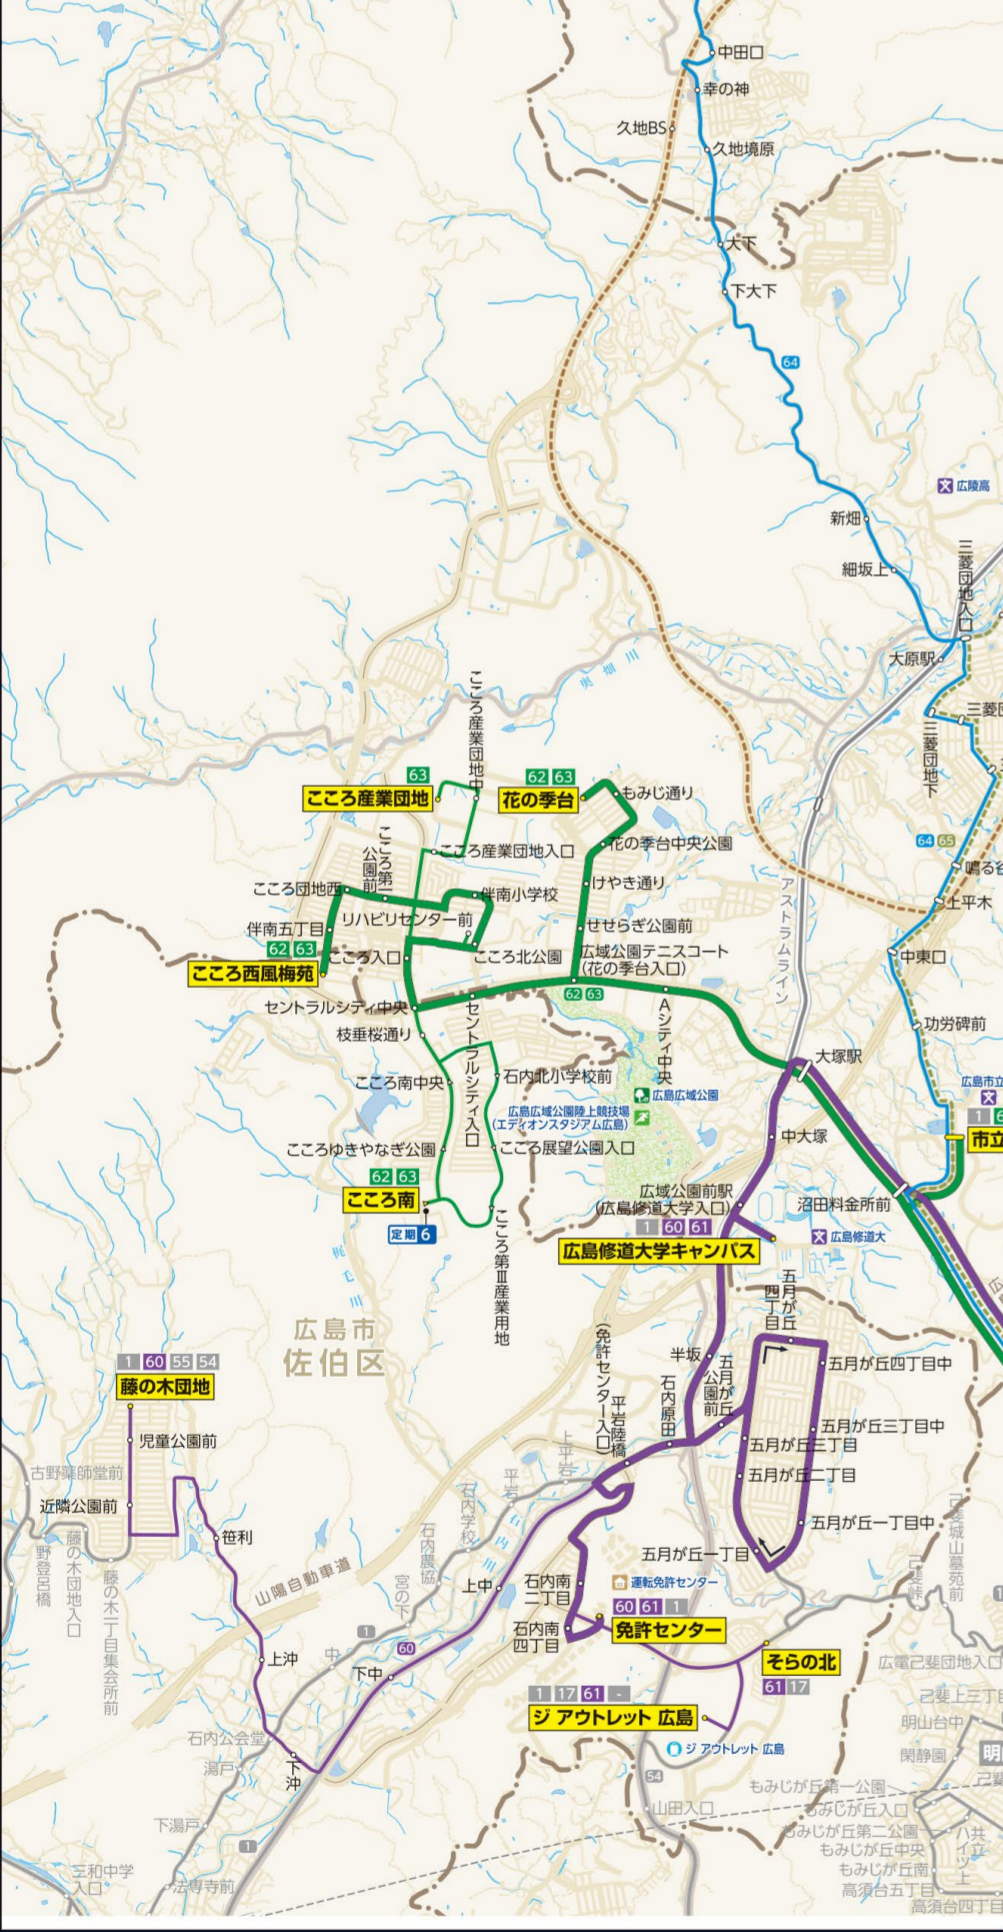 中田口
幸の神
久地BS
久地境原
大下
下大下
64
広陵高
新畑
細坂上
三菱団地入口
大原駅
奥畑川
三菱団地下
こころ産業団地中
63
こころ産業団地
62 63
花の季台
もみじ通り
花の季台中央公園
64 65
こころ産業団地入口
こころ第一
公園前
けやき通り
アストラムライン
上平木
こころ団地西
伴南小学校
リハビリセンター前
伴南五丁目
せせらぎ公園前
62 63
こころ西風梅苑
こころ入口
こころ北公園
広域公園テニスコート
(花の季台入口)
中東口
62 63
セントラルシティ中央
セントラルシティ入口
Aシティ中央
功労碑前
枝垂桜通り
大塚駅
こころ南中央
石内北小学校前
広島広域公園
広島市立
広島広域公園陸上競技場
(エディオンスタジアム広島)
1
中大塚
市立
こころゆきやなぎ公園
こころ展望公園入口
62 63
こころ南
広域公園前駅
(広島修道大学入口)
沼田料金所前
定期 6
こころ第Ⅲ産業用地
1 60 61
広島修道大学キャンパス
広島修道大
梶毛川
五月が丘
四丁目
広島市
佐伯区
1 60 55 54
藤の木団地
半坂
五月が丘
公園前
五月が丘四丁目中
石内原田
平岩陸橋
(免許センター入口)
児童公園前
五月が丘三丁目中
五月が丘三丁目
上平岩
古野薬師堂前
平岩
五月が丘二丁目
近隣公園前
石内学校
五月が丘一丁目中
己斐城山墓苑前
笹利
石内農協
五月が丘一丁目
己斐峠
野登呂橋
藤の木団地入口
藤の木一丁目集会所前
山陽自動車道
宮の下
上中
石内南
二丁目
運転免許センター
60 61 1
免許センター
石内南
四丁目
1
60
中
上沖
下中
そらの北
61 17
広電己斐団地入口
1 17 61 -
ジ アウトレット 広島
己斐上三丁目
明山台中
石内公会堂
湯戸
下沖
ジ アウトレット 広島
閑静園
54
もみじが丘第一公園
山田入口
もみじが丘入口
もみじが丘第二公園
下湯戸
もみじが丘中央
もみじが丘南
1
三和中学
入口
法専寺前
高須台五丁目
高須台四丁目